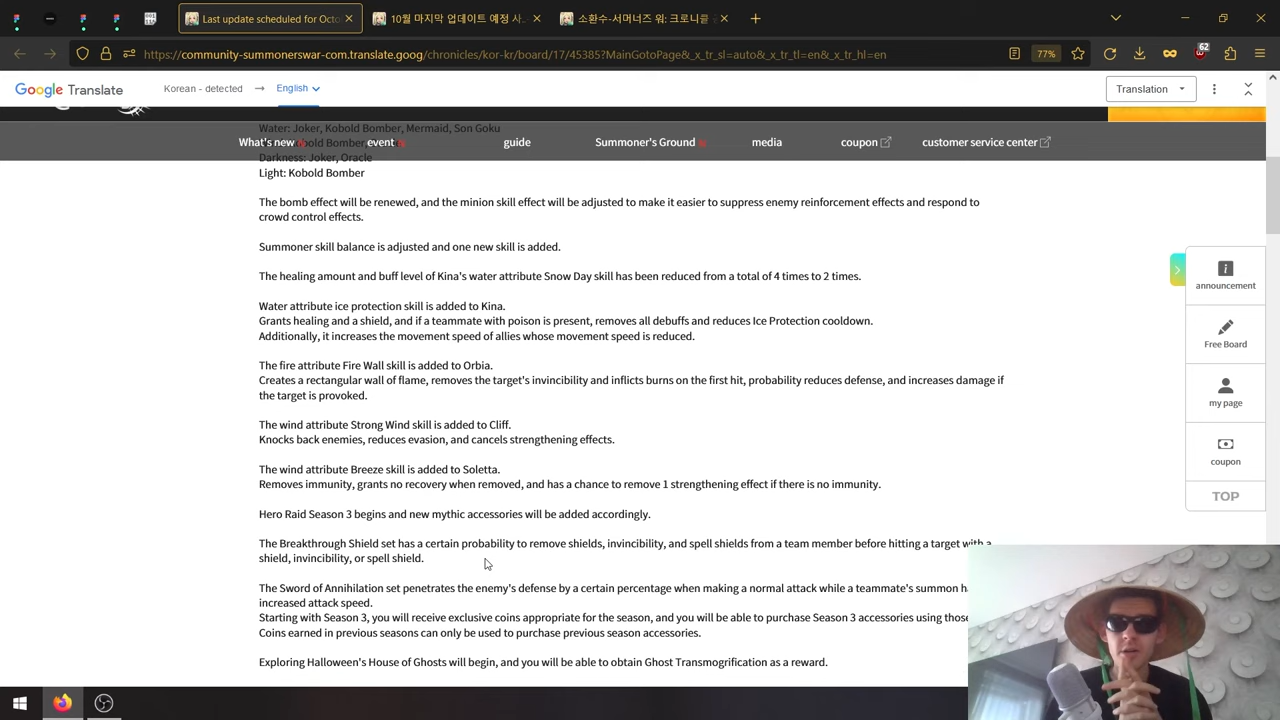 Last update scheduled for Octo
10월 마지막 업데이트 예정 사
소환수-서머너즈 워: 크로니클
https://community-summonerswar-com.translate.goog/chronicles/kor-kr/board/17/45385?MainGotoPage&_x_tr_sl=auto&_x_tr_tl=en&_x_tr_hl=en
77%
62
Google Translate
Korean - detected
English
Translation
Water: Joker, Kobold Bomber, Mermaid, Son Goku
Kobold Bomber,
What's new
event
guide
Summoner's Ground
media
coupon
customer service center
Darkness: Joker, Oracle
Light: Kobold Bomber
The bomb effect will be renewed, and the minion skill effect will be adjusted to make it easier to suppress enemy reinforcement effects and respond to
crowd control effects.
Summoner skill balance is adjusted and one new skill is added.
The healing amount and buff level of Kina's water attribute Snow Day skill has been reduced from a total of 4 times to 2 times.
Water attribute ice protection skill is added to Kina.
Grants healing and a shield, and if a teammate with poison is present, removes all debuffs and reduces Ice Protection cooldown.
Additionally, it increases the movement speed of allies whose movement speed is reduced.
The fire attribute Fire Wall skill is added to Orbia.
Creates a rectangular wall of flame, removes the target's invincibility and inflicts burns on the first hit, probability reduces defense, and increases damage if
the target is provoked.
The wind attribute Strong Wind skill is added to Cliff.
Knocks back enemies, reduces evasion, and cancels strengthening effects.
The wind attribute Breeze skill is added to Soletta.
Removes immunity, grants no recovery when removed, and has a chance to remove 1 strengthening effect if there is no immunity.
Hero Raid Season 3 begins and new mythic accessories will be added accordingly.
The Breakthrough Shield set has a certain probability to remove shields, invincibility, and spell shields from a team member before hitting a target with a
shield, invincibility, or spell shield.
The Sword of Annihilation set penetrates the enemy's defense by a certain percentage when making a normal attack while a teammate's summon
increased attack speed.
Starting with Season 3, you will receive exclusive coins appropriate for the season, and you will be able to purchase Season 3 accessories using
Coins earned in previous seasons can only be used to purchase previous season accessories.
Exploring Halloween's House of Ghosts will begin, and you will be able to obtain Ghost Transmogrification as a reward.
announcement
Free Board
my page
coupon
TOP